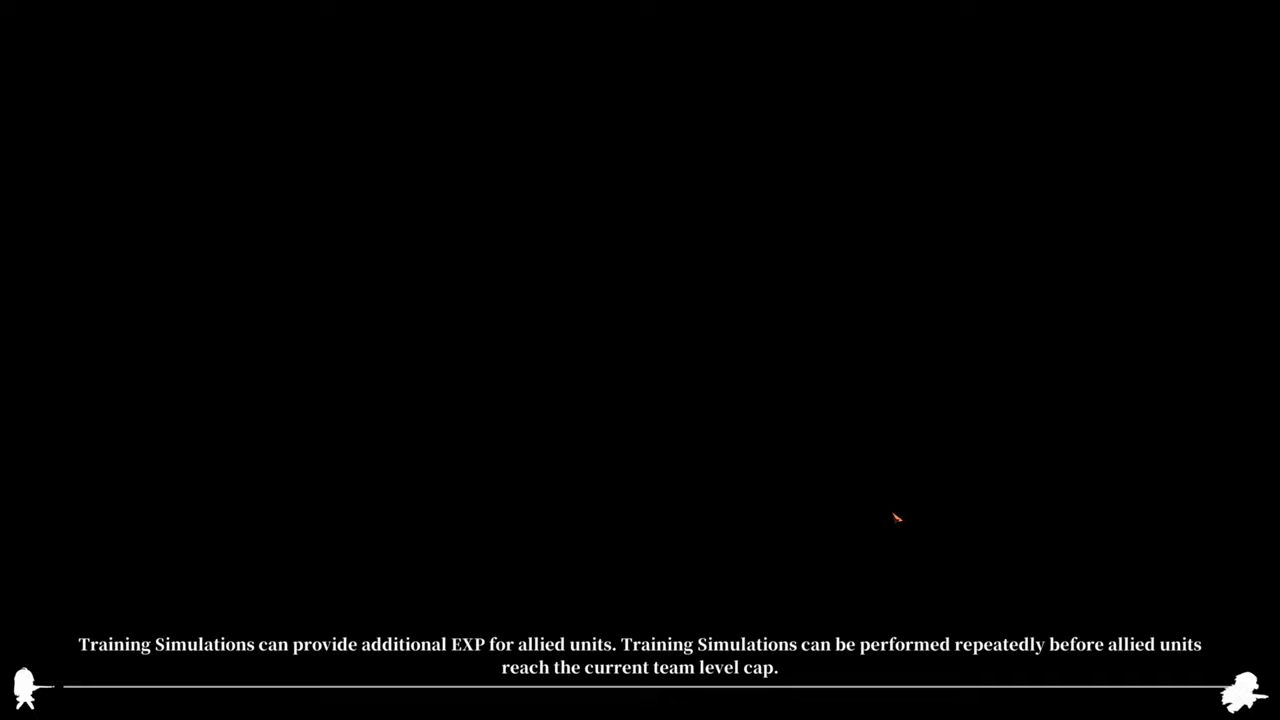 Training Simulations can provide additional EXP for allied units. Training Simulations can be performed repeatedly before allied units
reach the current team level cap.